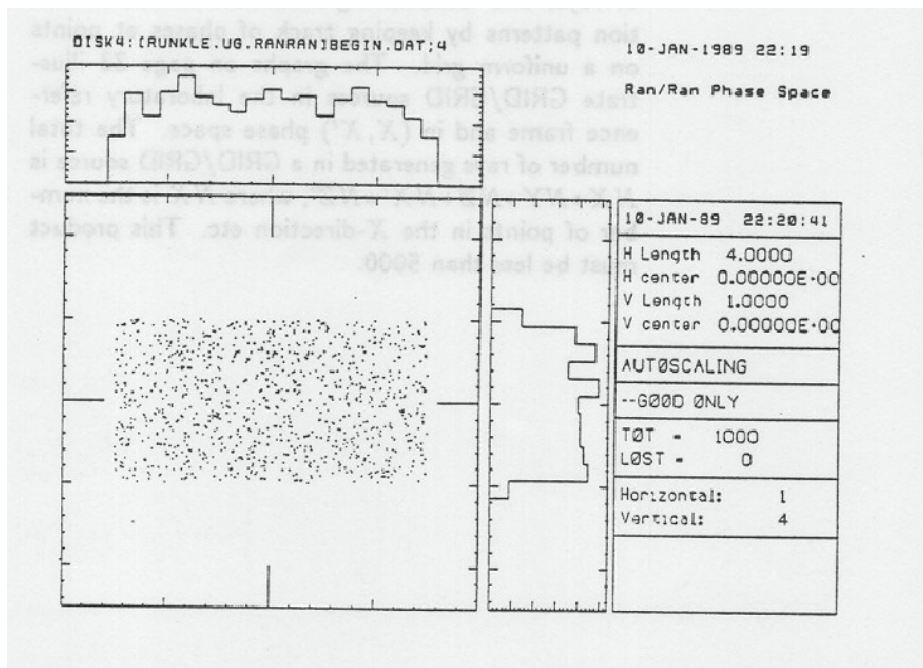 DISK4:[RUNKLE.UG.RANRAN]BEGIN.DAT;4
10-JAN-1989 22:19
Ran/Ran Phase Space
tion patterns by keeping track of phases at points
on a uniform grid. The graphs on page illus-
trate GRID/GRID sources in the laboratory refer-
ence frame and in (X, X') phase space. The total
number of rays generated in a GRID/GRID source is
where NX is the num-
ber of points in the X-direction etc. This product
must be less than 5000.
10-JAN-89 22:20:41
H Length 4.0000
H center 0.00000E+00
V Length 1.0000
V center 0.00000E+00
AUTØSCALING
--GØØD ØNLY
TØT - 1000
LØST - 0
Horizontal: 1
Vertical: 4